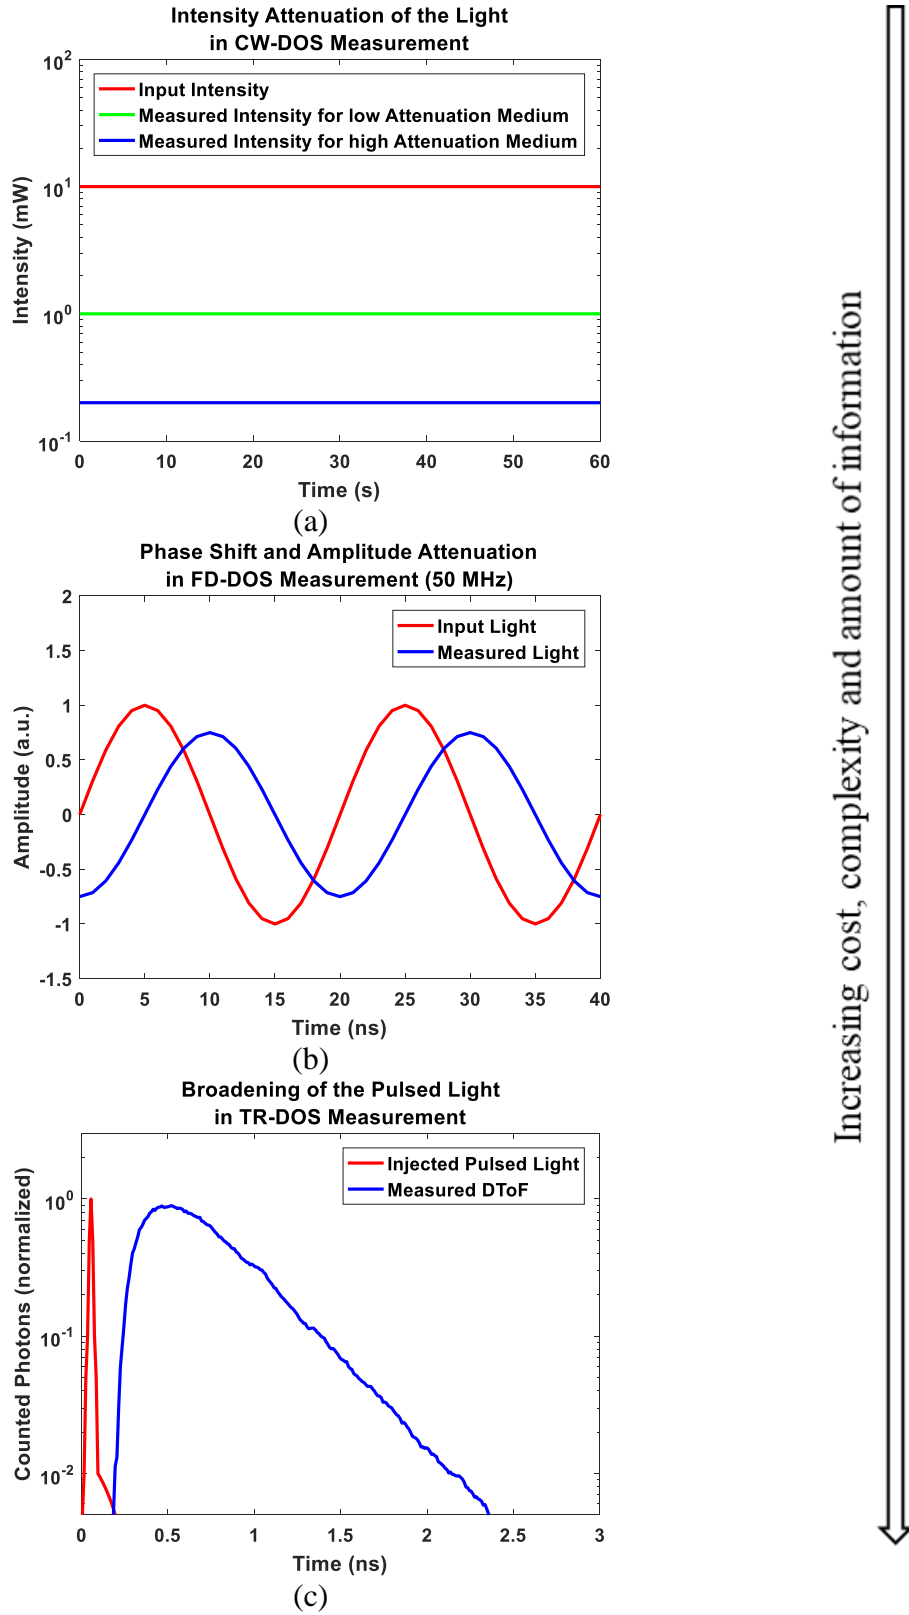 Intensity Attenuation of the Light
in CW-DOS Measurement
10^2
Input Intensity
Measured Intensity for low Attenuation Medium
Measured Intensity for high Attenuation Medium
10^1
10^0
10^-1
Intensity (mW)
0 10 20 30 40 50 60
Time (s)
(a)
Phase Shift and Amplitude Attenuation
in FD-DOS Measurement (50 MHz)
2
Input Light
Measured Light
1.5
1
0.5
0
-0.5
-1
-1.5
Amplitude (a.u.)
0 5 10 15 20 25 30 35 40
Time (ns)
(b)
Broadening of the Pulsed Light
in TR-DOS Measurement
Injected Pulsed Light
Measured DToF
10^0
10^-1
10^-2
Counted Photons (normalized)
0 0.5 1 1.5 2 2.5 3
Time (ns)
(c)
Increasing cost, complexity and amount of information